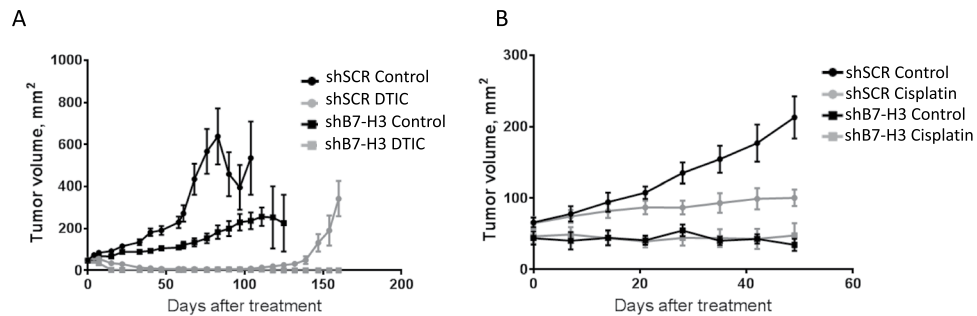 A
Tumor volume, mm2
1000
800
600
400
200
0
0
50
100
150
200
Days after treatment
shSCR Control
shSCR DTIC
shB7-H3 Control
shB7-H3 DTIC
B
Tumor volume, mm2
300
200
100
0
0
20
40
60
Days after treatment
shSCR Control
shSCR Cisplatin
shB7-H3 Control
shB7-H3 Cisplatin